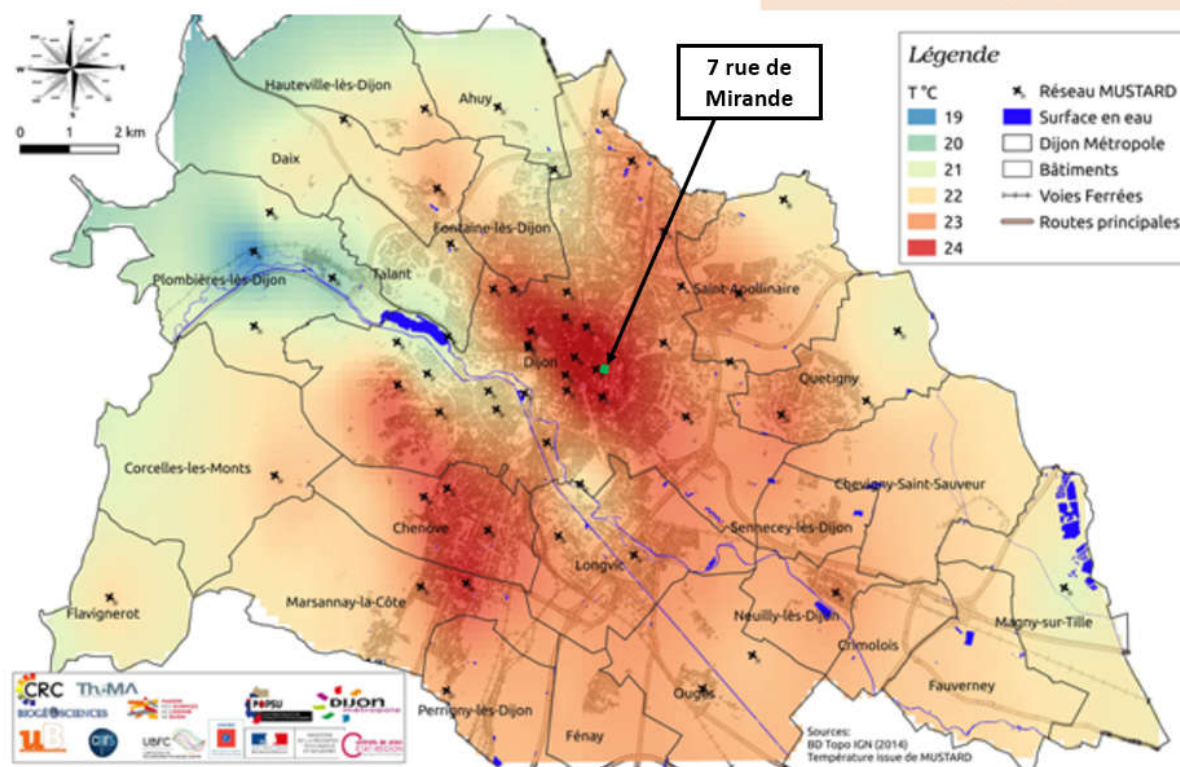 7 rue de
Mirande
Légende
T °C
19
20
21
22
23
24
Réseau MUSTARD
Surface en eau
Dijon Métropole
Bâtiments
Voies Ferrées
Routes principales
0 1 2 km
Hauteville-lès-Dijon
Ahuy
Daix
Fontaine-lès-Dijon
Plombières-lès-Dijon
Talant
Saint-Apollinaire
Dijon
Quetigny
Corcelles-les-Monts
Chevigny-Saint-Sauveur
Chenôve
Sennecey-lès-Dijon
Longvic
Flavignerot
Marsannay-la-Côte
Neuilly-lès-Dijon
Magny-sur-Tille
Crimolois
Fauverney
Ouges
Perrigny-lès-Dijon
Fénay
CRC
BIOGÉOSCIENCES
ThéMA
POPSU
DIJON
métropole
uB
cnrs
UBFC
Sources:
BD Topo IGN (2014)
Température issue de MUSTARD